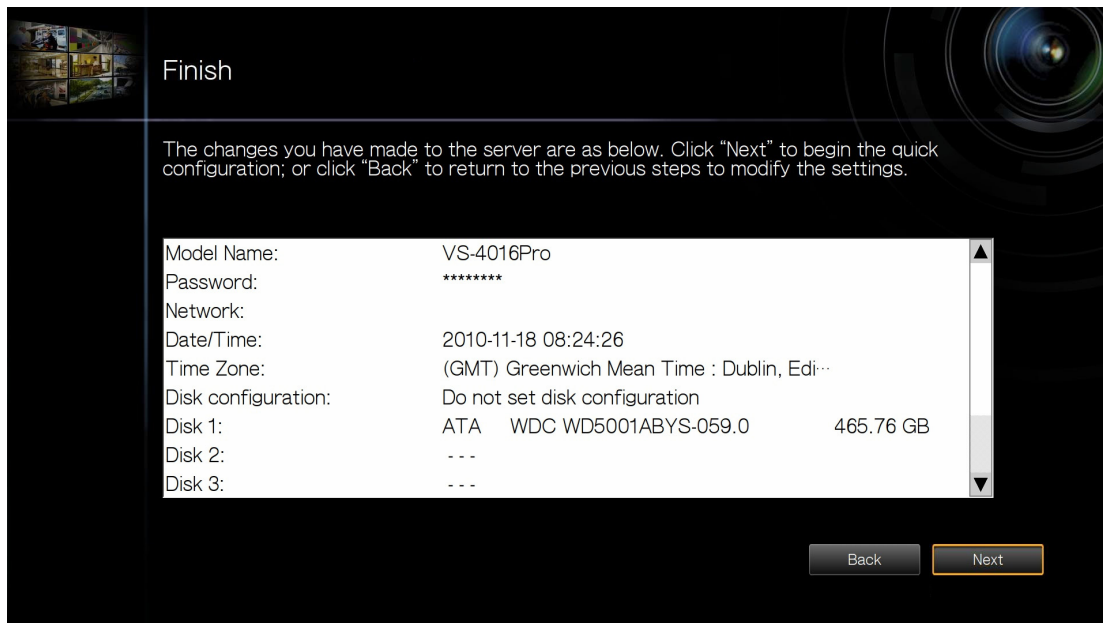 Finish
The changes you have made to the server are as below. Click “Next” to begin the quick
configuration; or click “Back” to return to the previous steps to modify the settings.
Model Name: VS-4016Pro
Password: ********
Network:
Date/Time: 2010-11-18 08:24:26
Time Zone: (GMT) Greenwich Mean Time : Dublin, Edi...
Disk configuration: Do not set disk configuration
Disk 1: ATA WDC WD5001ABYS-059.0 465.76 GB
Disk 2: - - -
Disk 3: - - -
Back Next